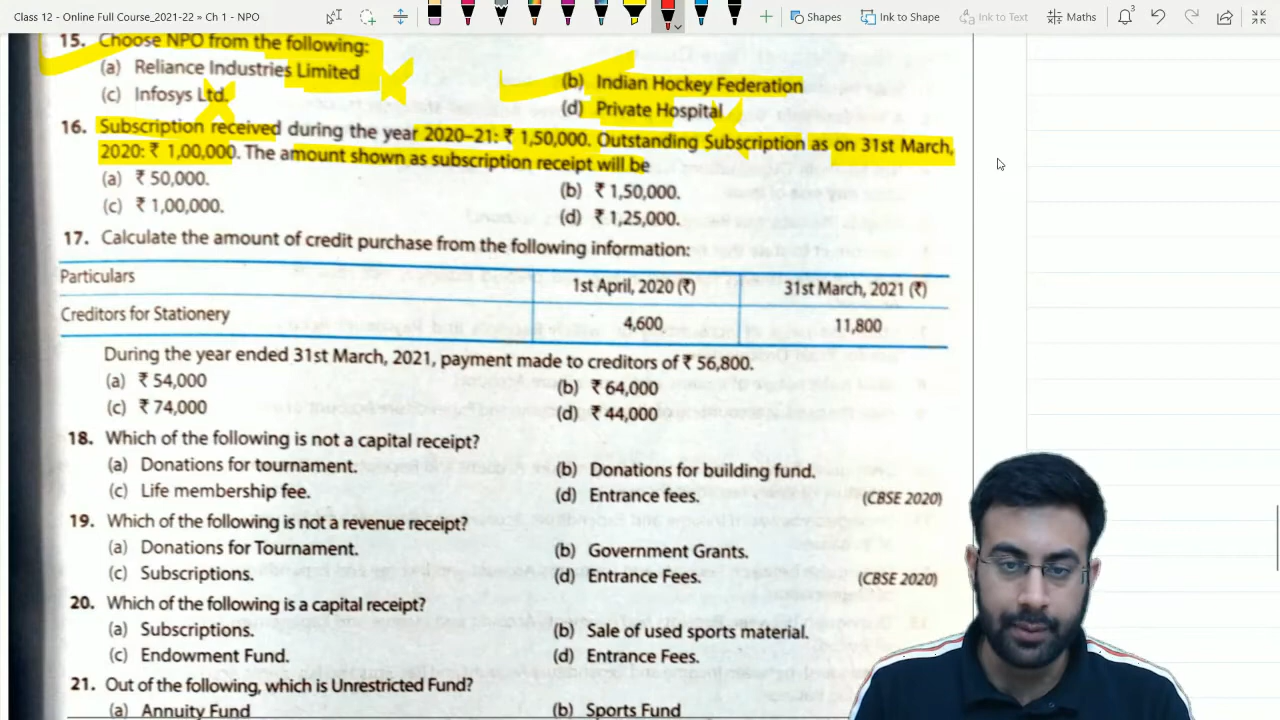 Class 12 - Online Full Course_2021-22 » Ch 1 - NPO
Shapes
Ink to Shape
Ink to Text
Maths
3
15. Choose NPO from the following:
(a) Reliance Industries Limited
(b) Indian Hockey Federation
(c) Infosys Ltd.
(d) Private Hospital
16. Subscription received during the year 2020–21: ₹ 1,50,000. Outstanding Subscription as on 31st March,
2020: ₹ 1,00,000. The amount shown as subscription receipt will be
(a) ₹ 50,000.
(b) ₹ 1,50,000.
(c) ₹ 1,00,000.
(d) ₹ 1,25,000.
17. Calculate the amount of credit purchase from the following information:
Particulars 1st April, 2020 (₹) 31st March, 2021 (₹)
Creditors for Stationery 4,600 11,800
During the year ended 31st March, 2021, payment made to creditors of ₹ 56,800.
(a) ₹ 54,000
(b) ₹ 64,000
(c) ₹ 74,000
(d) ₹ 44,000
18. Which of the following is not a capital receipt?
(a) Donations for tournament.
(b) Donations for building fund.
(c) Life membership fee.
(d) Entrance fees. (CBSE 2020)
19. Which of the following is not a revenue receipt?
(a) Donations for Tournament.
(b) Government Grants.
(c) Subscriptions.
(d) Entrance Fees. (CBSE 2020)
20. Which of the following is a capital receipt?
(a) Subscriptions.
(b) Sale of used sports material.
(c) Endowment Fund.
(d) Entrance Fees.
21. Out of the following, which is Unrestricted Fund?
(a) Annuity Fund
(b) Sports Fund